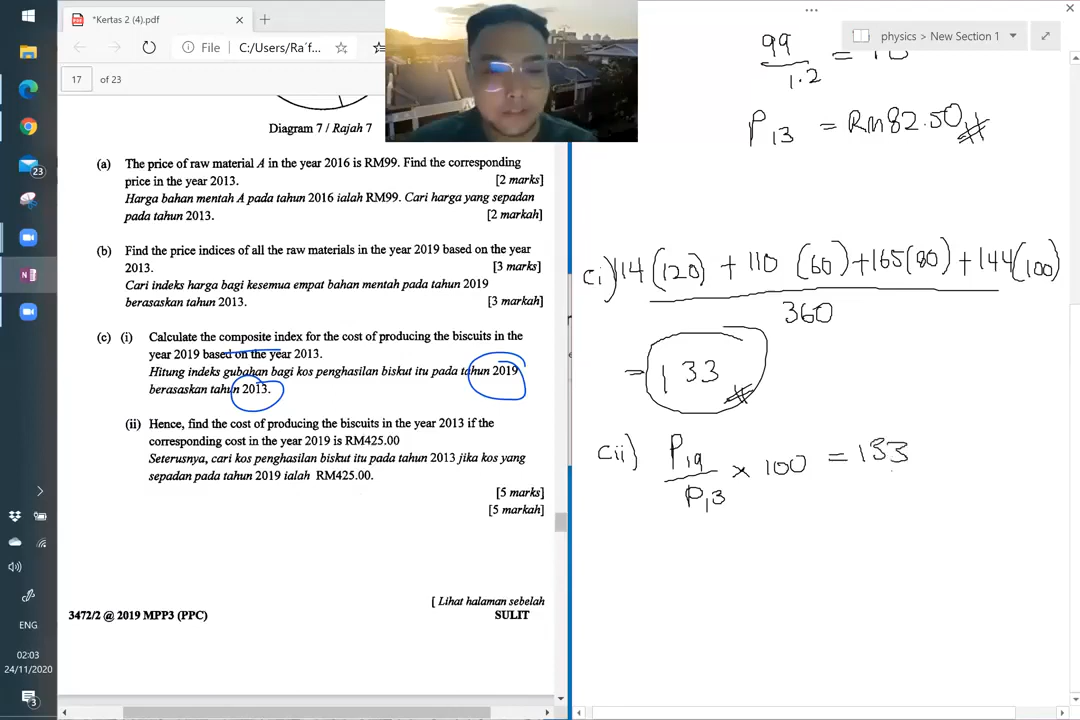 *Kertas 2 (4).pdf
File
C:/Users/Ra´f...
17 of 23
Diagram 7 / Rajah 7
(a) The price of raw material A in the year 2016 is RM99. Find the corresponding
price in the year 2013.
[2 marks]
Harga bahan mentah A pada tahun 2016 ialah RM99. Cari harga yang sepadan
pada tahun 2013.
[2 markah]
(b) Find the price indices of all the raw materials in the year 2019 based on the year
2013.
[3 marks]
Cari indeks harga bagi kesemua empat bahan mentah pada tahun 2019
berasaskan tahun 2013.
[3 markah]
(c) (i) Calculate the composite index for the cost of producing the biscuits in the
year 2019 based on the year 2013.
Hitung indeks gubahan bagi kos penghasilan biskut itu pada tahun 2019
berasaskan tahun 2013.
(ii) Hence, find the cost of producing the biscuits in the year 2013 if the
corresponding cost in the year 2019 is RM425.00
Seterusnya, cari kos penghasilan biskut itu pada tahun 2013 jika kos yang
sepadan pada tahun 2019 ialah RM425.00.
[5 marks]
[5 markah]
[ Lihat halaman sebelah
3472/2 @ 2019 MPP3 (PPC)
SULIT
23
ENG
02:03
24/11/2020
3
physics > New Section 1
99
1.2
P13 = RM82.50
ci) 114 (120) + 110 (60) + 165 (80) + 144 (100)
360
= 133
cii) P19
P13
× 100 = 133